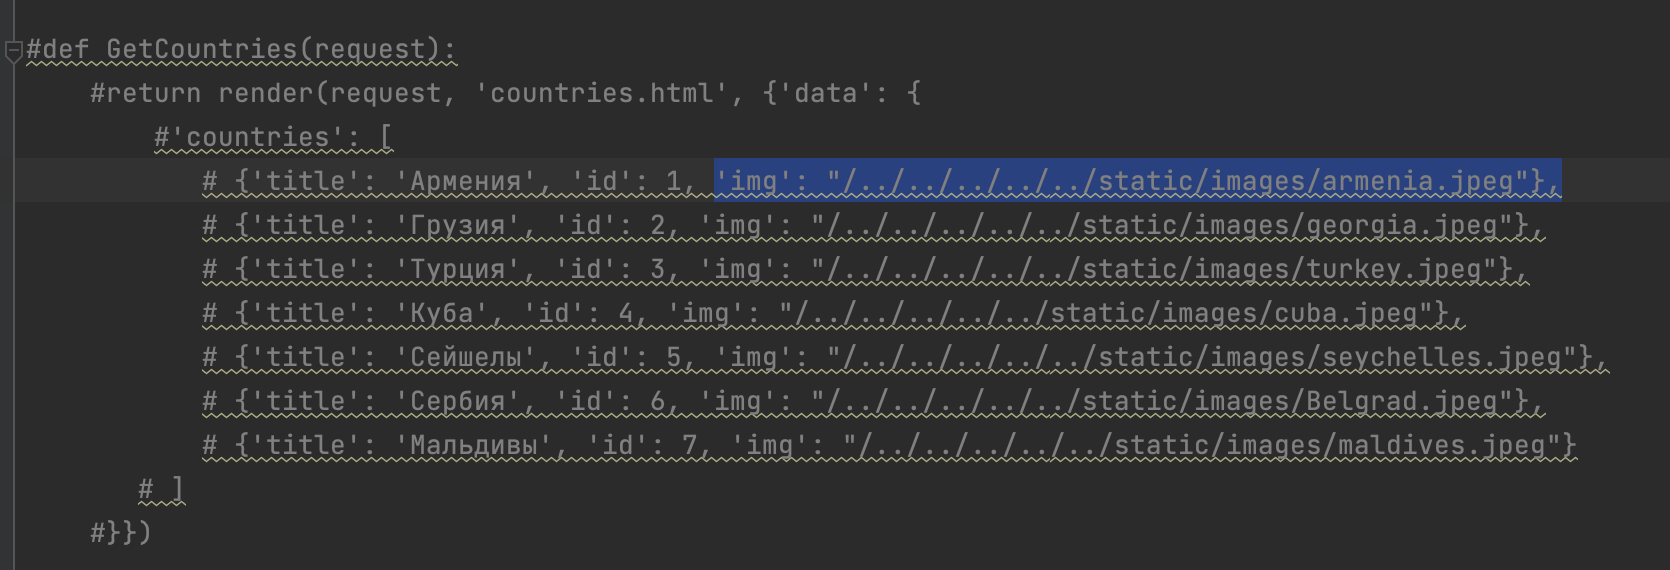 #def GetCountries(request):
#return render(request, 'countries.html', {'data': {
#'countries': [
# {'title': 'Армения', 'id': 1, 'img': "/../../../../../static/images/armenia.jpeg"},
# {'title': 'Грузия', 'id': 2, 'img': "/../../../../../static/images/georgia.jpeg"},
# {'title': 'Турция', 'id': 3, 'img': "/../../../../../static/images/turkey.jpeg"},
# {'title': 'Куба', 'id': 4, 'img': "/../../../../../static/images/cuba.jpeg"},
# {'title': 'Сейшелы', 'id': 5, 'img': "/../../../../../static/images/seychelles.jpeg"},
# {'title': 'Сербия', 'id': 6, 'img': "/../../../../../static/images/Belgrad.jpeg"},
# {'title': 'Мальдивы', 'id': 7, 'img': "/../../../../../static/images/maldives.jpeg"}
# ]
#}})